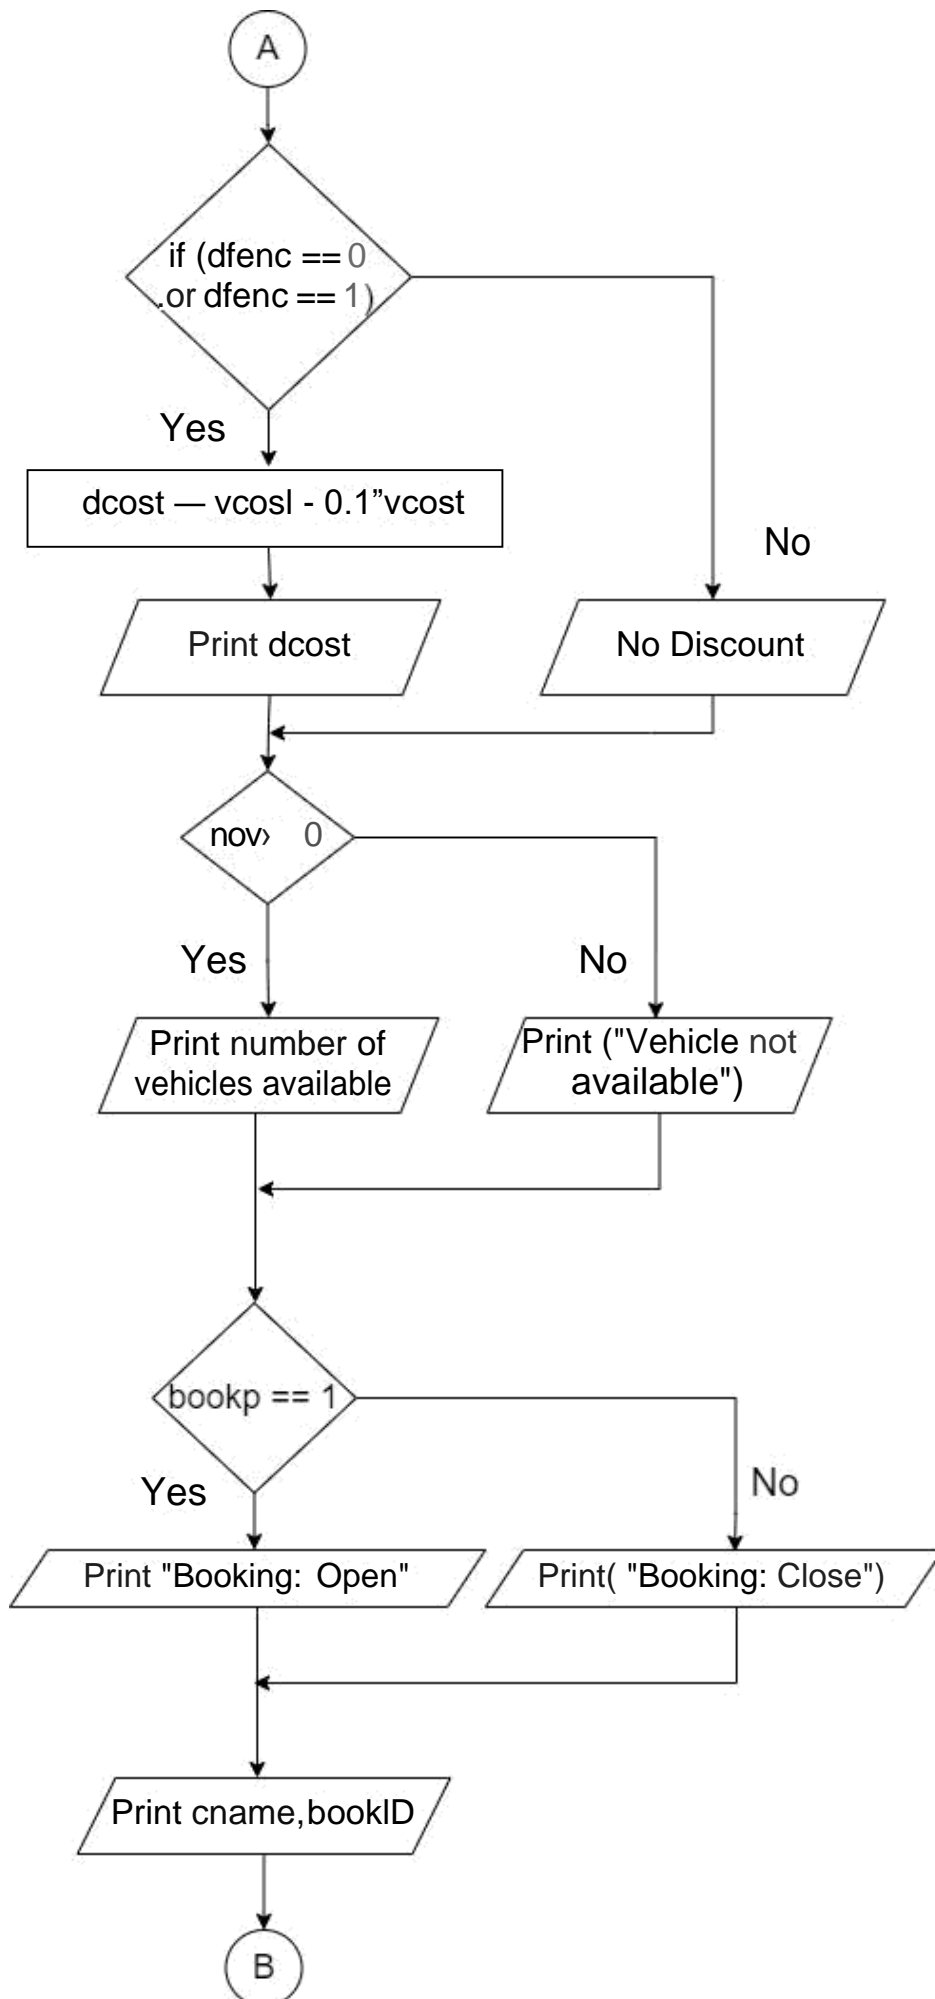 A
if (dfenc == 0
.or dfenc == 1)
Yes
dcost — vcosl - 0.1”vcost
No
Print dcost
No Discount
nov› 0
Yes
No
Print number of
vehicles available
Print ("Vehicle not
available")
bookp == 1
Yes
No
Print "Booking: Open"
Print( "Booking: Close")
Print cname,bookID
B